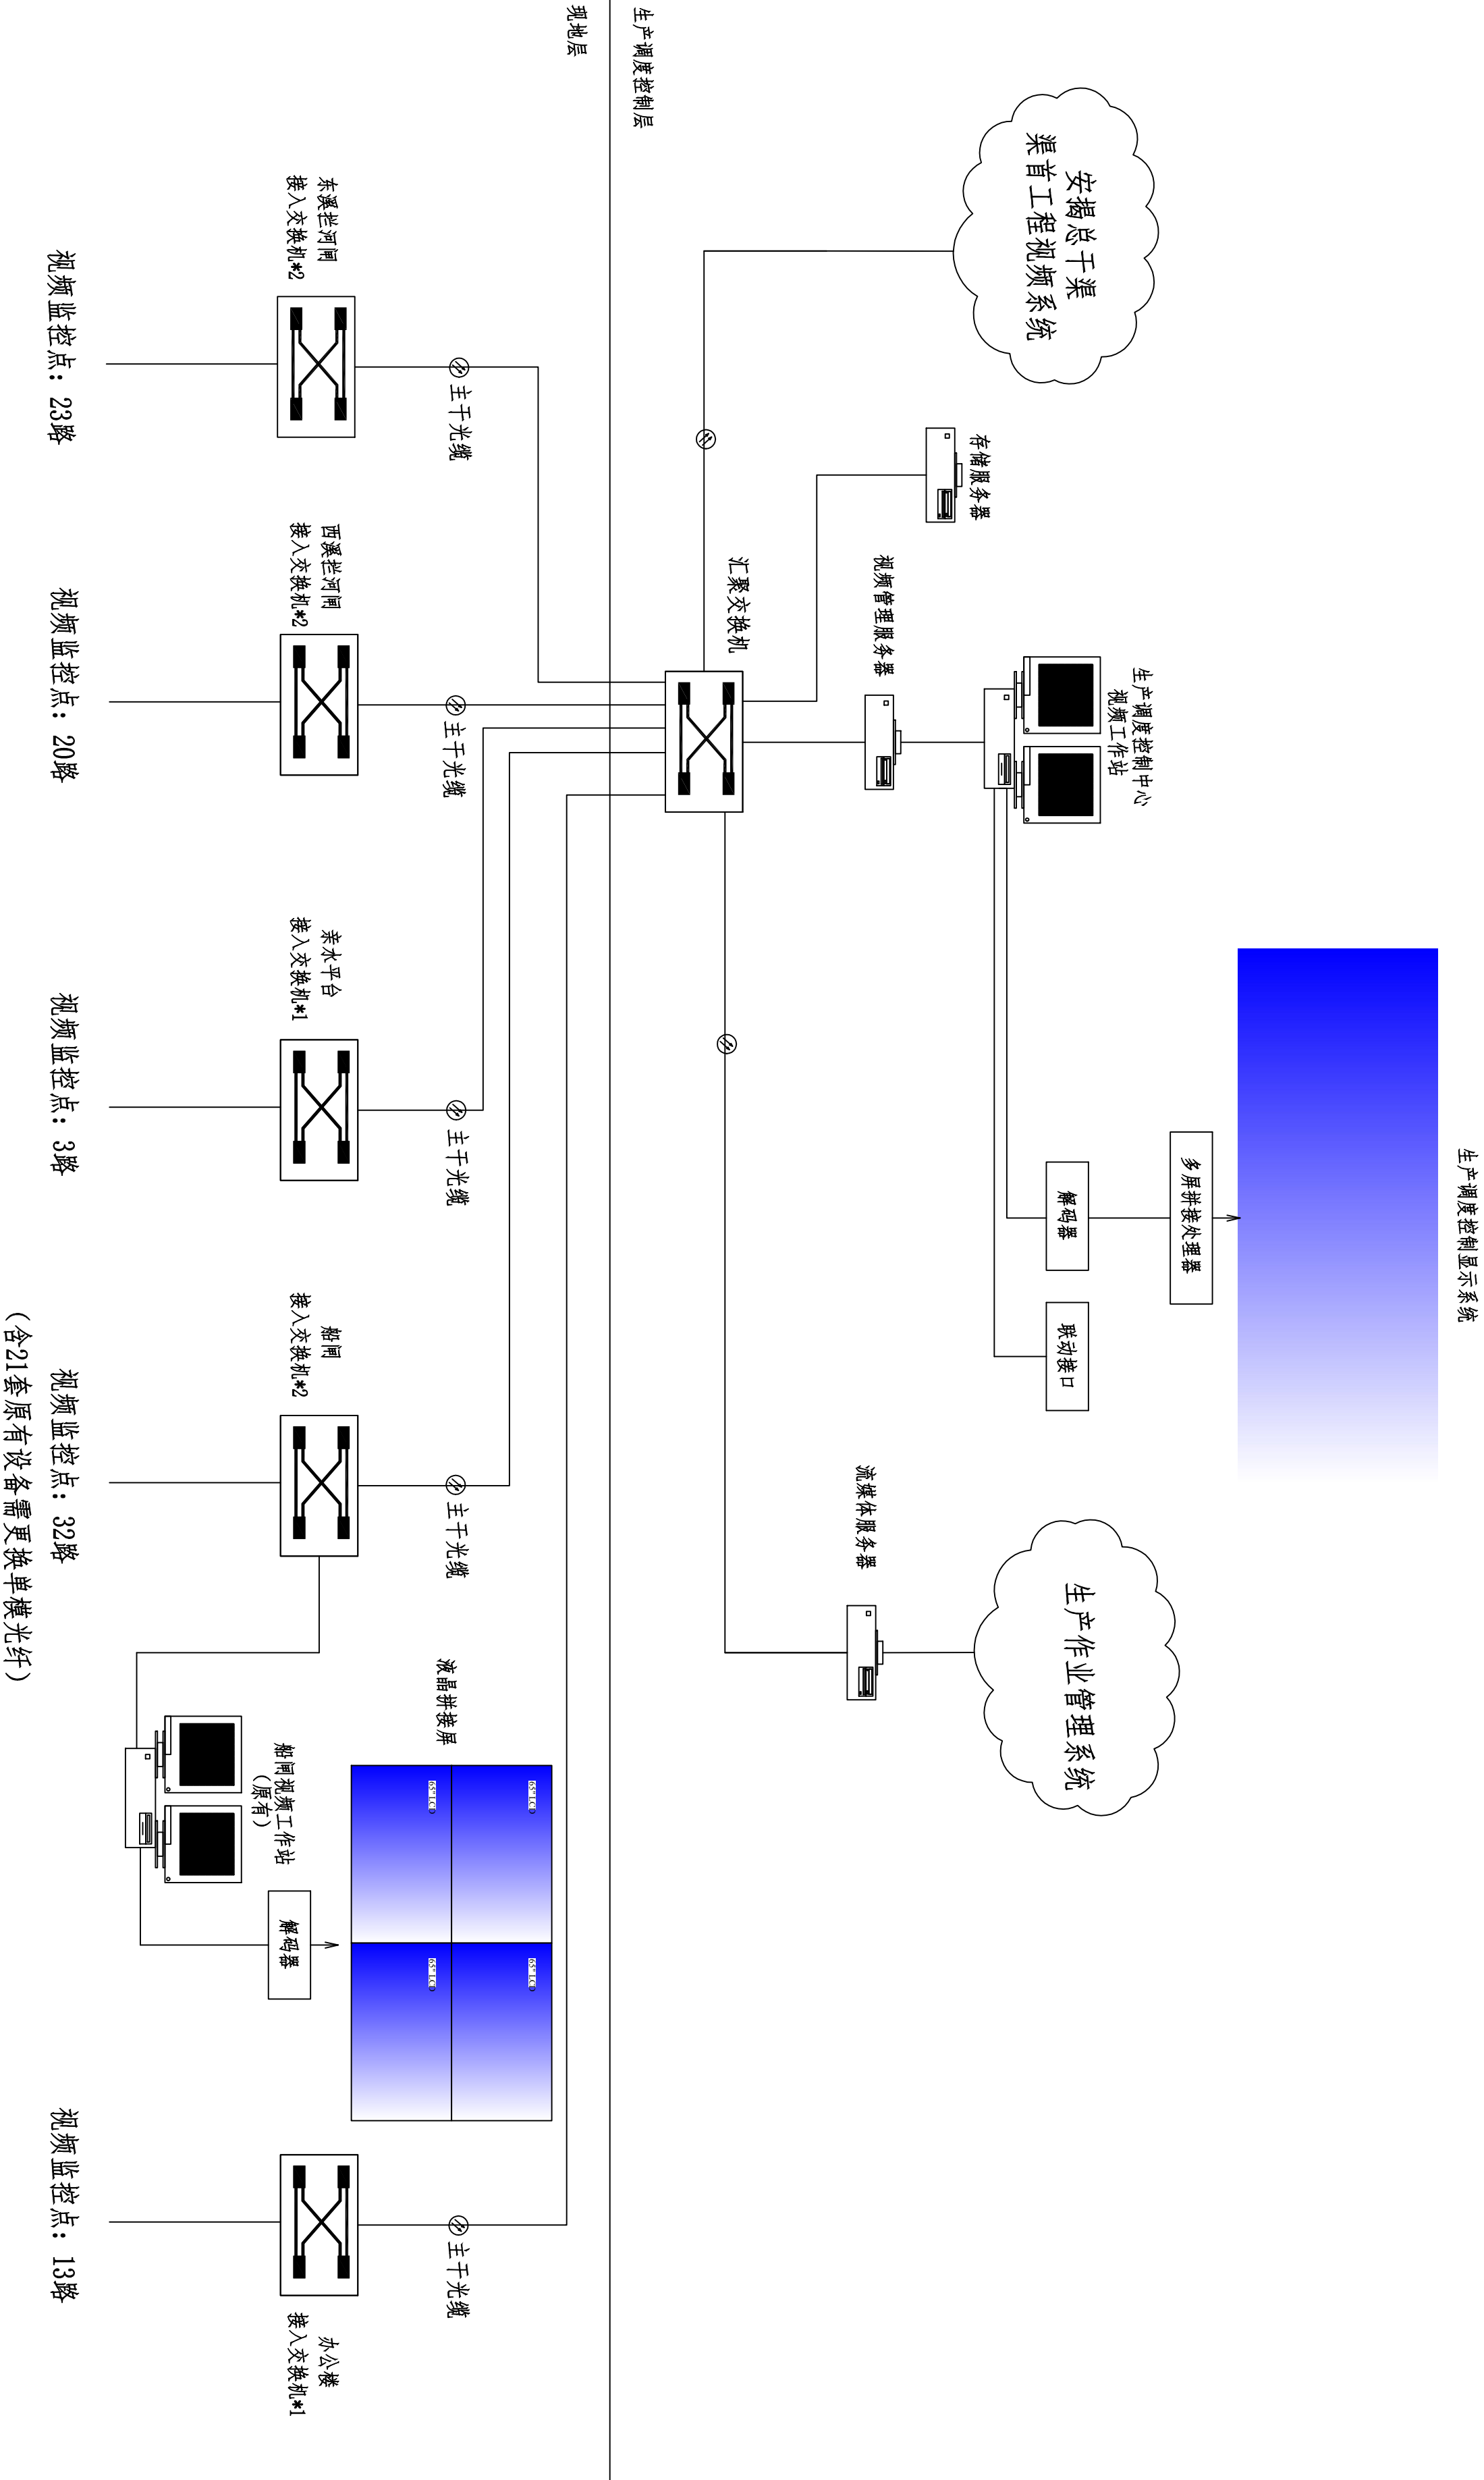 生产调度控制显示系统
安揭总干渠
渠首工程视频系统
存储服务器
生产调度控制中心
视频工作站
多屏拼接处理器
解码器
联动接口
生产作业管理系统
视频管理服务器
流媒体服务器
汇聚交换机
生产调度控制层
现地层
主干光缆
主干光缆
主干光缆
主干光缆
主干光缆
液晶拼接屏
65" LCD
65" LCD
65" LCD
65" LCD
东溪拦河闸
接入交换机*2
西溪拦河闸
接入交换机*2
亲水平台
接入交换机*1
船闸
接入交换机*2
船闸视频工作站
(原有)
解码器
办公楼
接入交换机*1
视频监控点: 23路
视频监控点: 20路
视频监控点: 3路
视频监控点: 32路
(含21套原有设备需更换单模光纤)
视频监控点: 13路